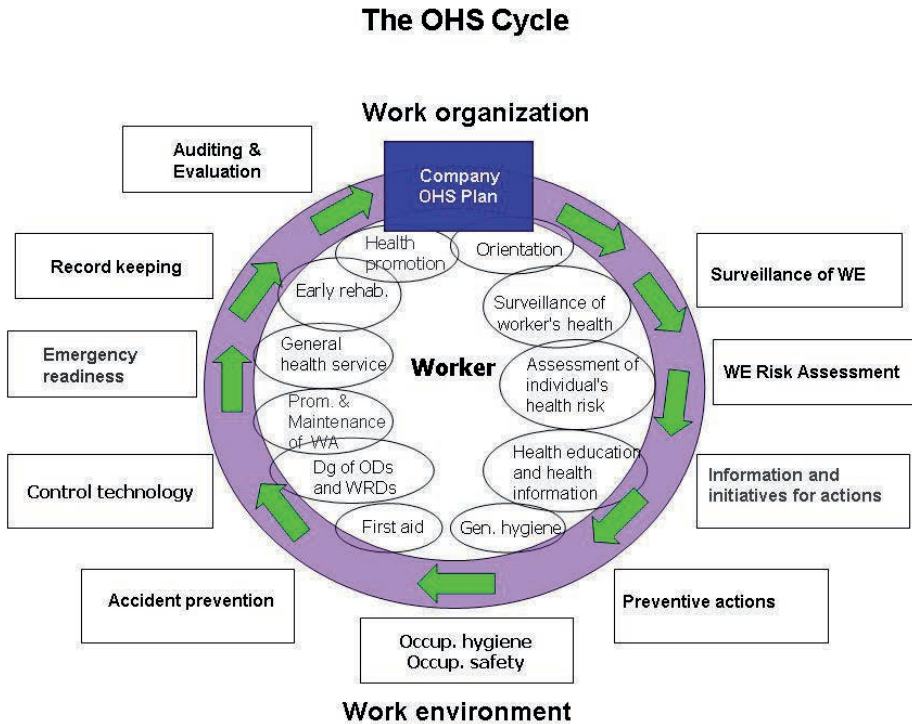 The OHS Cycle
Work organization
Auditing &
Evaluation
Company
OHS Plan
Health
promotion
Orientation
Record keeping
Early rehab.
Surveillance of
worker's health
Surveillance of WE
Emergency
readiness
General
health service
Worker
Assessment of
individual's
health risk
WE Risk Assessment
Prom. &
Maintenance
of WA
Control technology
Dg of ODs
and WRDs
Health education
and health
information
Information and
initiatives for actions
First aid
Gen. hygiene
Accident prevention
Preventive actions
Occup. hygiene
Occup. safety
Work environment